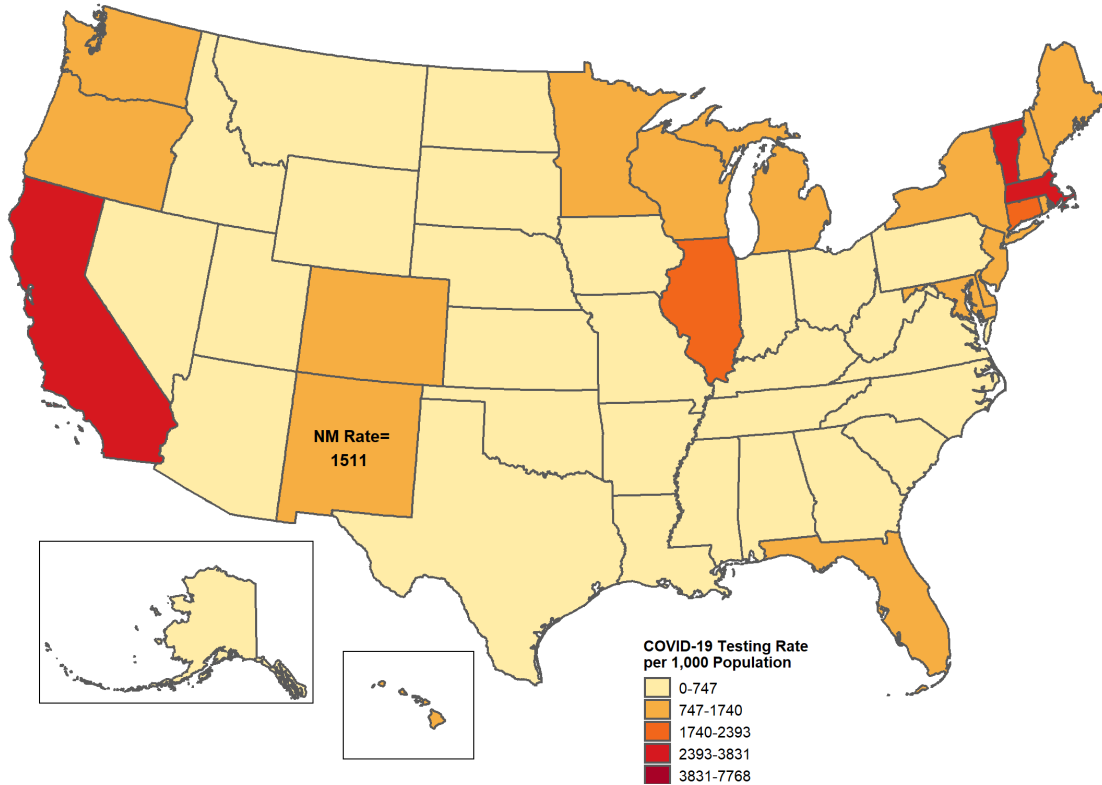 NM Rate=
1511
COVID-19 Testing Rate
per 1,000 Population
0-747
747-1740
1740-2393
2393-3831
3831-7768